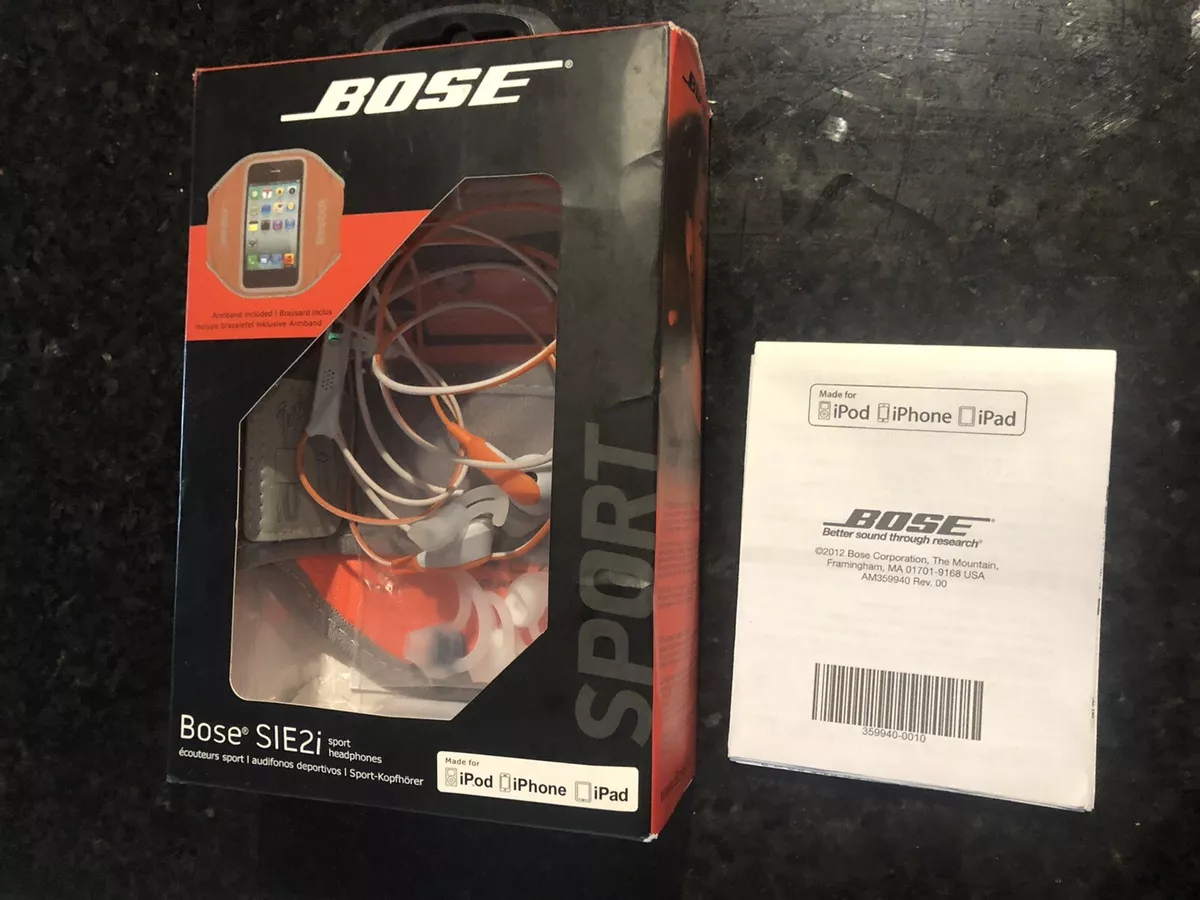 BOSE®
Armband included | Brassard inclus
Incluye brazalete | Inklusive Armband
SPORT
Bose® SIE2i sport
headphones
écouteurs sport | audífonos deportivos | Sport-Kopfhörer
Made for
iPod iPhone iPad
Made for
iPod iPhone iPad
BOSE®
Better sound through research®
©2012 Bose Corporation, The Mountain,
Framingham, MA 01701-9168 USA
AM359940 Rev. 00
359940-0010